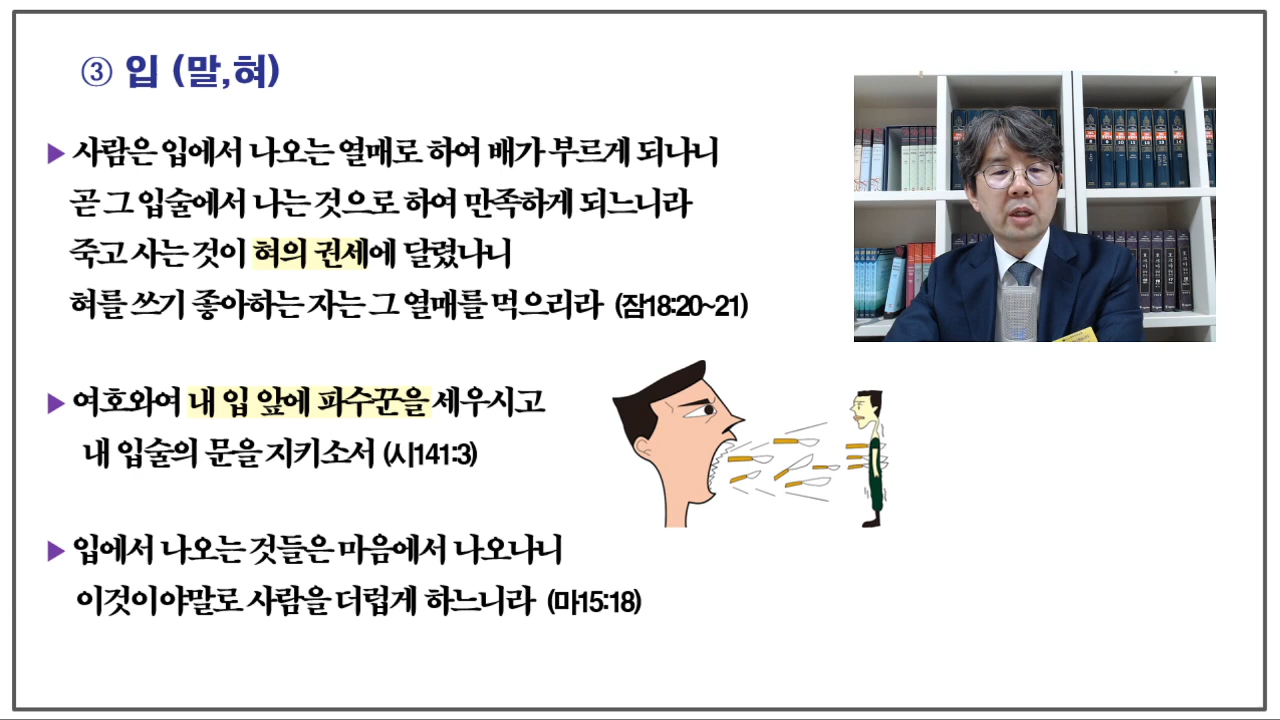 ③ 입 (말,혀)
▶ 사람은 입에서 나오는 열매로 하여 배가 부르게 되나니
곧 그 입술에서 나는 것으로 하여 만족하게 되느니라
죽고 사는 것이 혀의 권세에 달렸나니
혀를 쓰기 좋아하는 자는 그 열매를 먹으리라 (잠18:20~21)
▶ 여호와여 내 입 앞에 파수꾼을 세우시고
내 입술의 문을 지키소서 (시141:3)
▶ 입에서 나오는 것들은 마음에서 나오나니
이것이야말로 사람을 더럽게 하느니라 (마15:18)